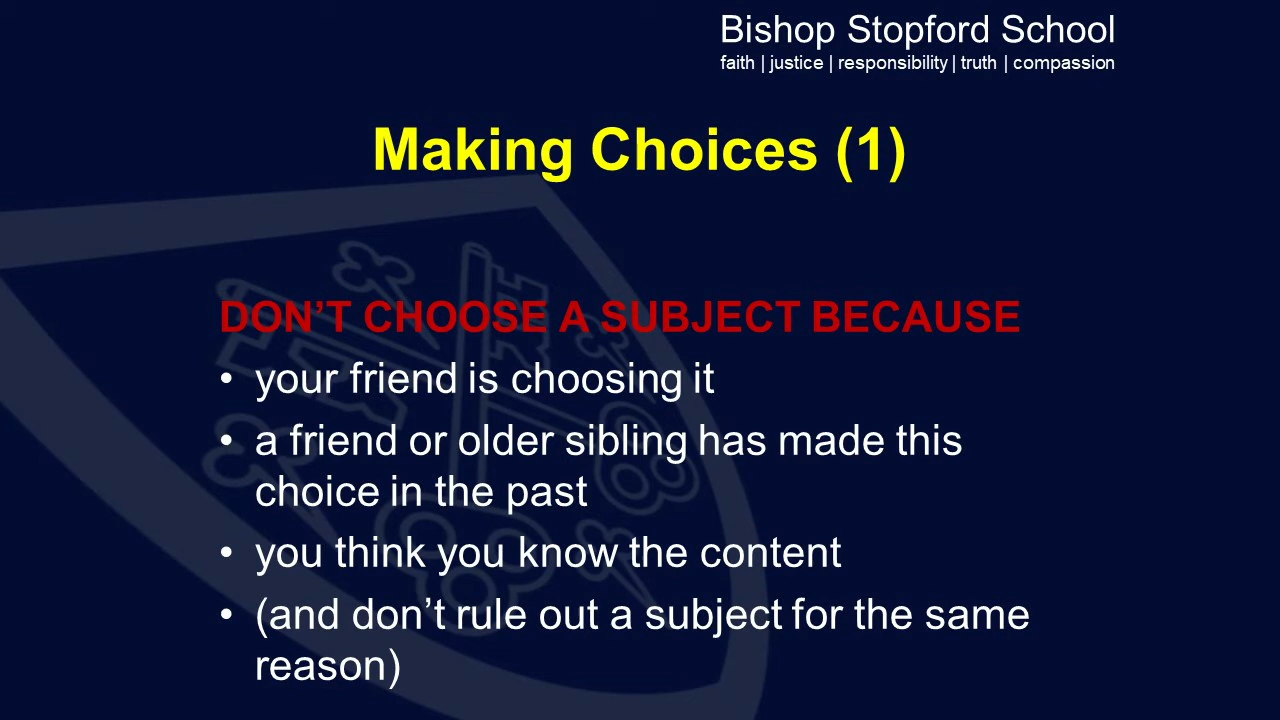 Bishop Stopford School
faith | justice | responsibility | truth | compassion
Making Choices (1)
DON’T CHOOSE A SUBJECT BECAUSE
• your friend is choosing it
• a friend or older sibling has made this
choice in the past
• you think you know the content
• (and don’t rule out a subject for the same
reason)